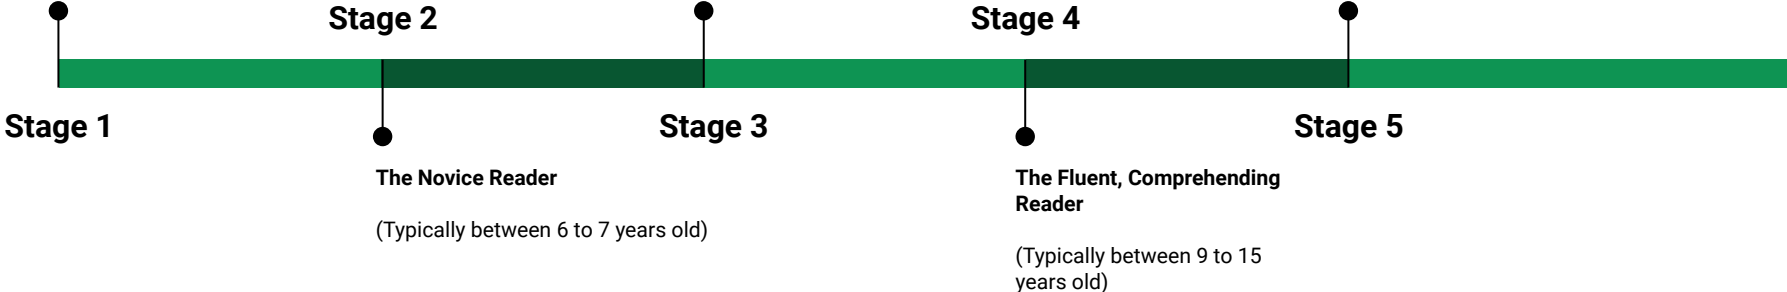 Stage 2
Stage 4
Stage 1
Stage 3
Stage 5
The Novice Reader
(Typically between 6 to 7 years old)
The Fluent, Comprehending
Reader
(Typically between 9 to 15
years old)